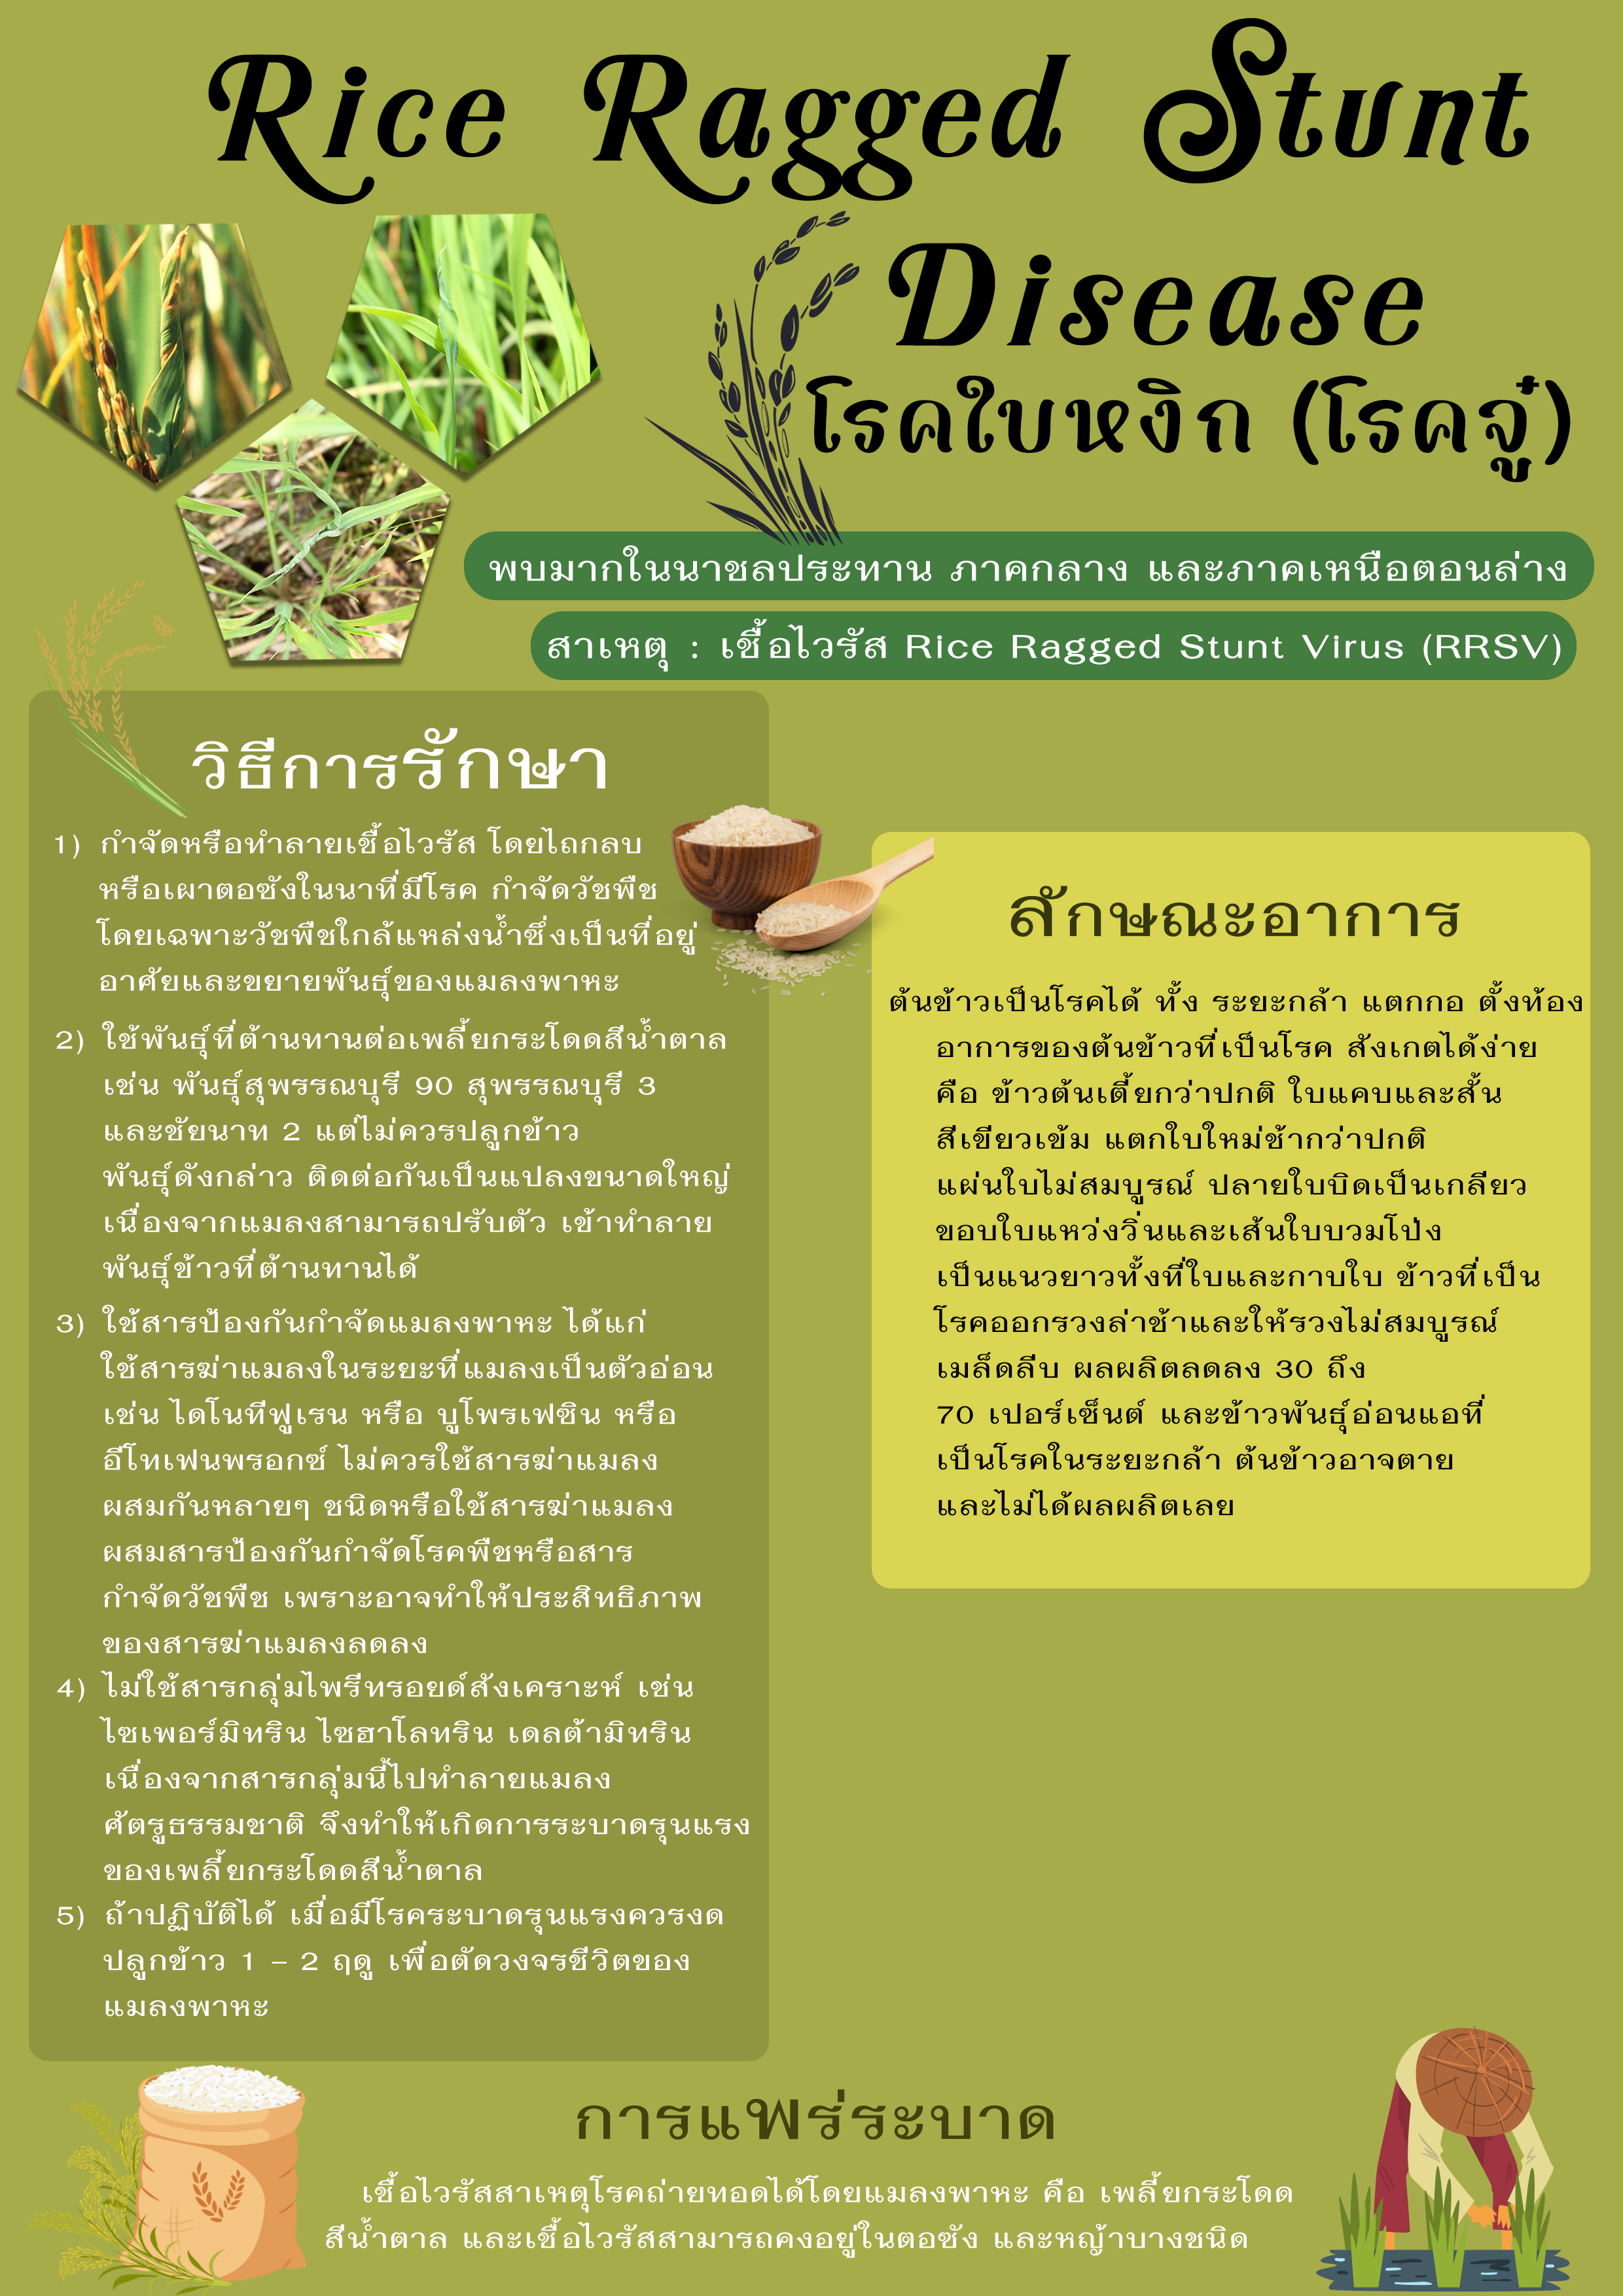 Rice Ragged Stunt
Disease
โรคใบหงิก (โรคจู๋)
พบมากในนาชลประทาน ภาคกลาง และภาคเหนือตอนล่าง
สาเหตุ : เชื้อไวรัส Rice Ragged Stunt Virus (RRSV)
วิธีการรักษา
1) กำจัดหรือทำลายเชื้อไวรัส โดยไถกลบ
หรือเผาตอซังในนาที่มีโรค กำจัดวัชพืช
โดยเฉพาะวัชพืชใกล้แหล่งน้ำซึ่งเป็นที่อยู่
อาศัยและขยายพันธุ์ของแมลงพาหะ
2) ใช้พันธุ์ที่ต้านทานต่อเพลี้ยกระโดดสีน้ำตาล
เช่น พันธุ์สุพรรณบุรี 90 สุพรรณบุรี 3
และชัยนาท 2 แต่ไม่ควรปลูกข้าว
พันธุ์ดังกล่าว ติดต่อกันเป็นแปลงขนาดใหญ่
เนื่องจากแมลงสามารถปรับตัว เข้าทำลาย
พันธุ์ข้าวที่ต้านทานได้
3) ใช้สารป้องกันกำจัดแมลงพาหะ ได้แก่
ใช้สารฆ่าแมลงในระยะที่แมลงเป็นตัวอ่อน
เช่น ไดโนทีฟูเรน หรือ บูโพรเฟซิน หรือ
อีโทเฟนพรอกซ์ ไม่ควรใช้สารฆ่าแมลง
ผสมกันหลายๆ ชนิดหรือใช้สารฆ่าแมลง
ผสมสารป้องกันกำจัดโรคพืชหรือสาร
กำจัดวัชพืช เพราะอาจทำให้ประสิทธิภาพ
ของสารฆ่าแมลงลดลง
4) ไม่ใช้สารกลุ่มไพรีทรอยด์สังเคราะห์ เช่น
ไซเพอร์มิทริน ไซฮาโลทริน เดลต้ามิทริน
เนื่องจากสารกลุ่มนี้ไปทำลายแมลง
ศัตรูธรรมชาติ จึงทำให้เกิดการระบาดรุนแรง
ของเพลี้ยกระโดดสีน้ำตาล
5) ถ้าปฏิบัติได้ เมื่อมีโรคระบาดรุนแรงควรงด
ปลูกข้าว 1 – 2 ฤดู เพื่อตัดวงจรชีวิตของ
แมลงพาหะ
ลักษณะอาการ
ต้นข้าวเป็นโรคได้ ทั้ง ระยะกล้า แตกกอ ตั้งท้อง
อาการของต้นข้าวที่เป็นโรค สังเกตได้ง่าย
คือ ข้าวต้นเตี้ยกว่าปกติ ใบแคบและสั้น
สีเขียวเข้ม แตกใบใหม่ช้ากว่าปกติ
แผ่นใบไม่สมบูรณ์ ปลายใบบิดเป็นเกลียว
ขอบใบแหว่งวิ่นและเส้นใบบวมโป่ง
เป็นแนวยาวทั้งที่ใบและกาบใบ ข้าวที่เป็น
โรคออกรวงล่าช้าและให้รวงไม่สมบูรณ์
เมล็ดลีบ ผลผลิตลดลง 30 ถึง
70 เปอร์เซ็นต์ และข้าวพันธุ์อ่อนแอที่
เป็นโรคในระยะกล้า ต้นข้าวอาจตาย
และไม่ได้ผลผลิตเลย
การแพร่ระบาด
เชื้อไวรัสสาเหตุโรคถ่ายทอดได้โดยแมลงพาหะ คือ เพลี้ยกระโดด
สีน้ำตาล และเชื้อไวรัสสามารถคงอยู่ในตอซัง และหญ้าบางชนิด